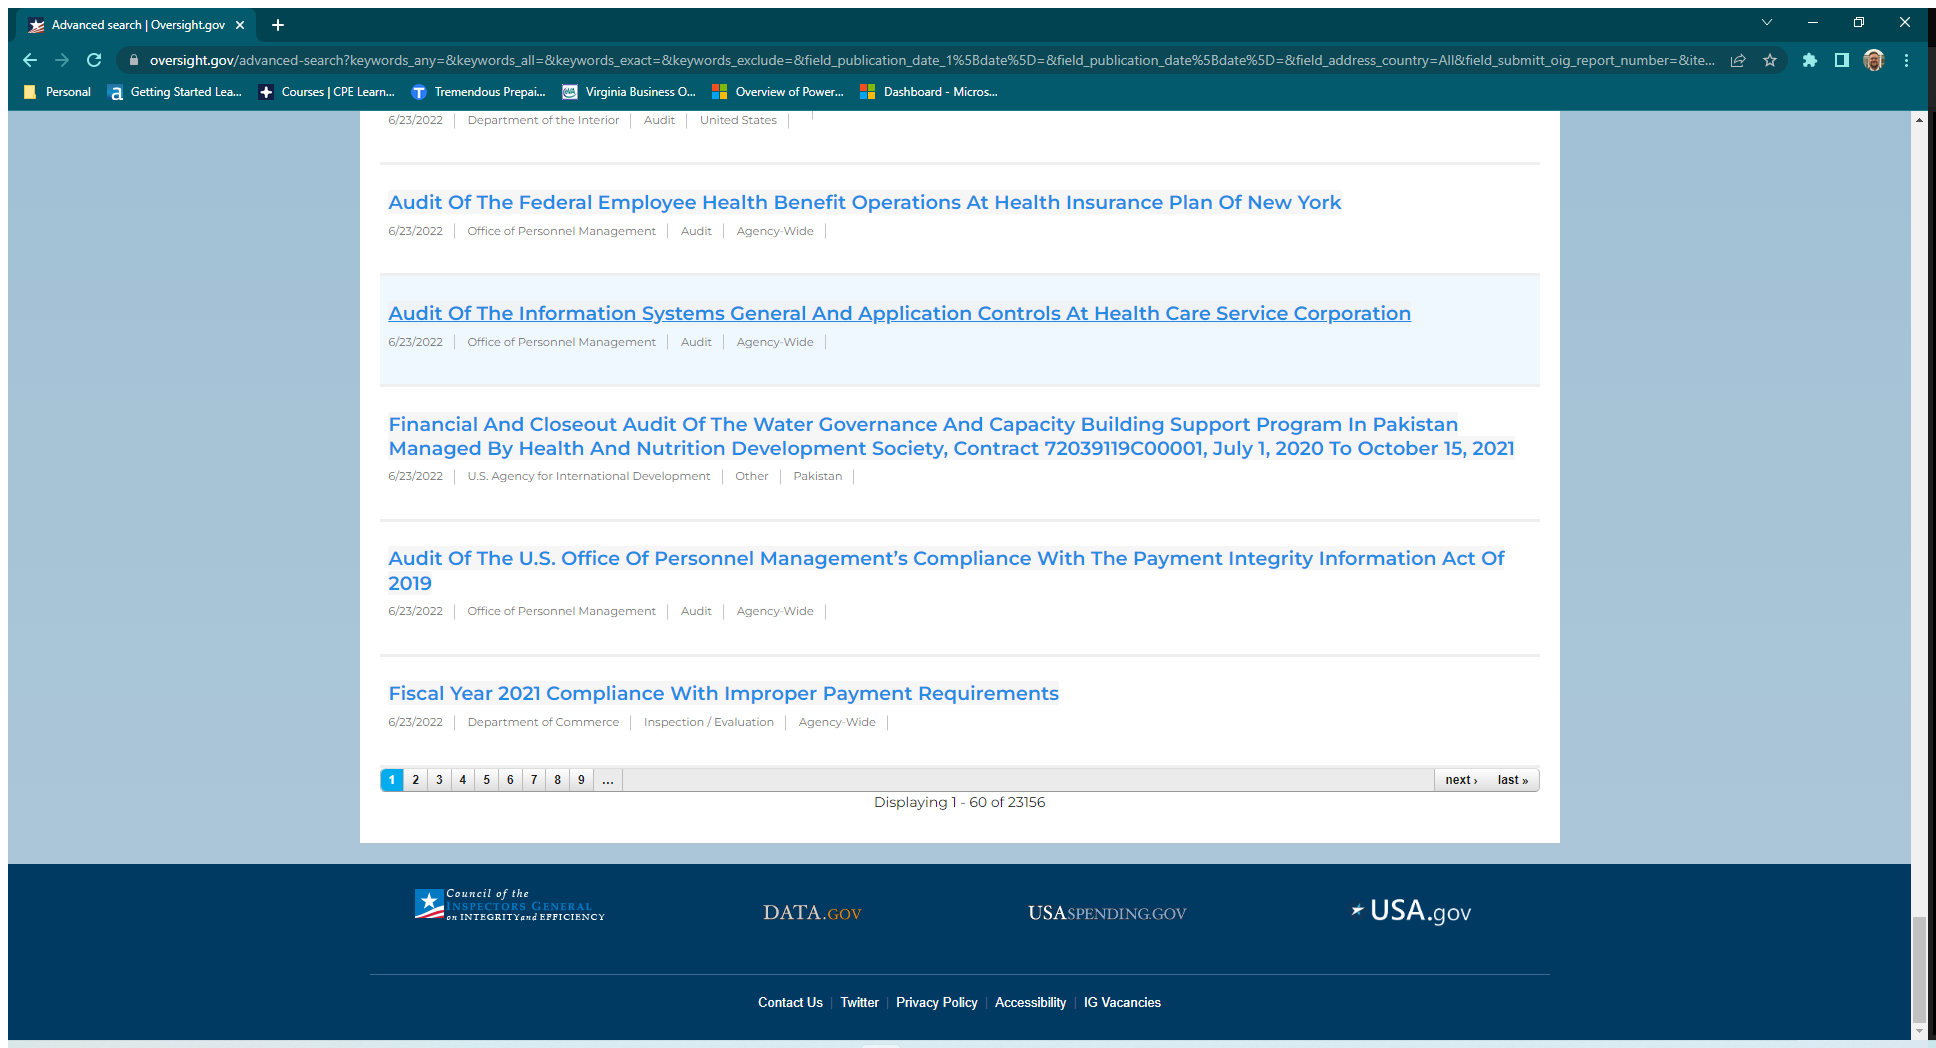 Advanced search | Oversight.gov
oversight.gov/advanced-search?keywords_any=&keywords_all=&keywords_exact=&keywords_exclude=&field_publication_date_1%5Bdate%5D=&field_publication_date%5Bdate%5D=&field_address_country=All&field_submitt_oig_report_number=&ite...
Personal Getting Started Lea... Courses | CPE Learn... Tremendous Prepai... Virginia Business O... Overview of Power... Dashboard - Micros...
6/23/2022 | Department of the Interior | Audit | United States |
Audit Of The Federal Employee Health Benefit Operations At Health Insurance Plan Of New York
6/23/2022 | Office of Personnel Management | Audit | Agency-Wide |
Audit Of The Information Systems General And Application Controls At Health Care Service Corporation
6/23/2022 | Office of Personnel Management | Audit | Agency-Wide |
Financial And Closeout Audit Of The Water Governance And Capacity Building Support Program In Pakistan
Managed By Health And Nutrition Development Society, Contract 72039119C00001, July 1, 2020 To October 15, 2021
6/23/2022 | U.S. Agency for International Development | Other | Pakistan |
Audit Of The U.S. Office Of Personnel Management’s Compliance With The Payment Integrity Information Act Of
2019
6/23/2022 | Office of Personnel Management | Audit | Agency-Wide |
Fiscal Year 2021 Compliance With Improper Payment Requirements
6/23/2022 | Department of Commerce | Inspection / Evaluation | Agency-Wide |
1 2 3 4 5 6 7 8 9 ... next › last »
Displaying 1 - 60 of 23156
Council of the
INSPECTORS GENERAL
on INTEGRITY and EFFICIENCY
DATA.GOV
USASPENDING.GOV
USA.gov
Contact Us | Twitter | Privacy Policy | Accessibility | IG Vacancies